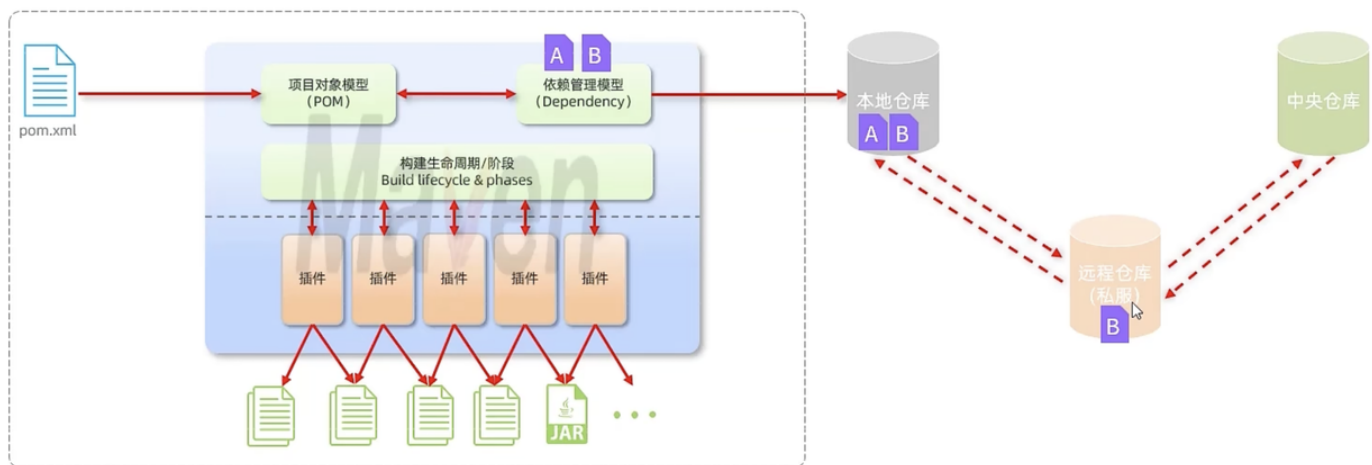 A
B
项目对象模型
（POM）
依赖管理模型
（Dependency）
本地仓库
A
B
中央仓库
pom.xml
构建生命周期/阶段
Build lifecycle & phases
Maven
插件
插件
插件
插件
插件
远程仓库
（私服）
B
JAR